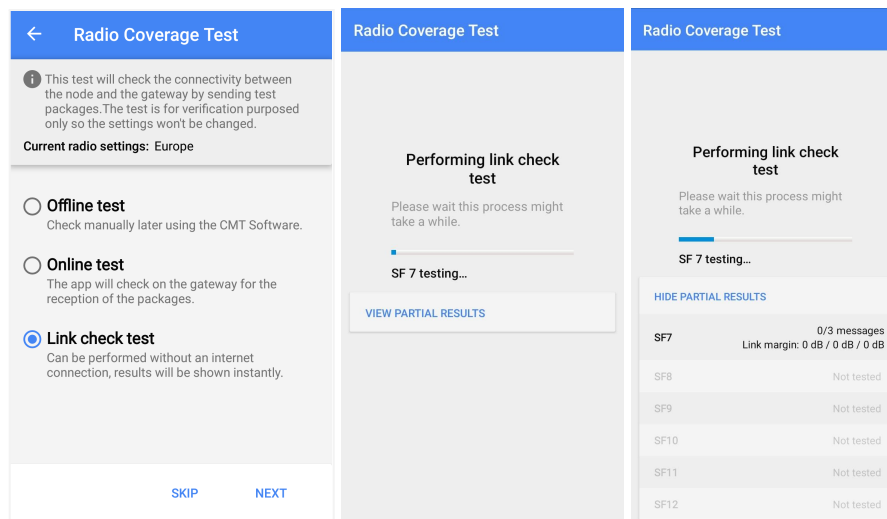 Radio Coverage Test
This test will check the connectivity between
the node and the gateway by sending test
packages.The test is for verification purposed
only so the settings won't be changed.
Current radio settings: Europe
Offline test
Check manually later using the CMT Software.
Online test
The app will check on the gateway for the
reception of the packages.
Link check test
Can be performed without an internet
connection, results will be shown instantly.
SKIP NEXT
Radio Coverage Test
Performing link check
test
Please wait this process might
take a while.
SF 7 testing...
VIEW PARTIAL RESULTS
Radio Coverage Test
Performing link check
test
Please wait this process might
take a while.
SF 7 testing...
HIDE PARTIAL RESULTS
SF7 0/3 messages
Link margin: 0 dB / 0 dB / 0 dB
SF8 Not tested
SF9 Not tested
SF10 Not tested
SF11 Not tested
SF12 Not tested